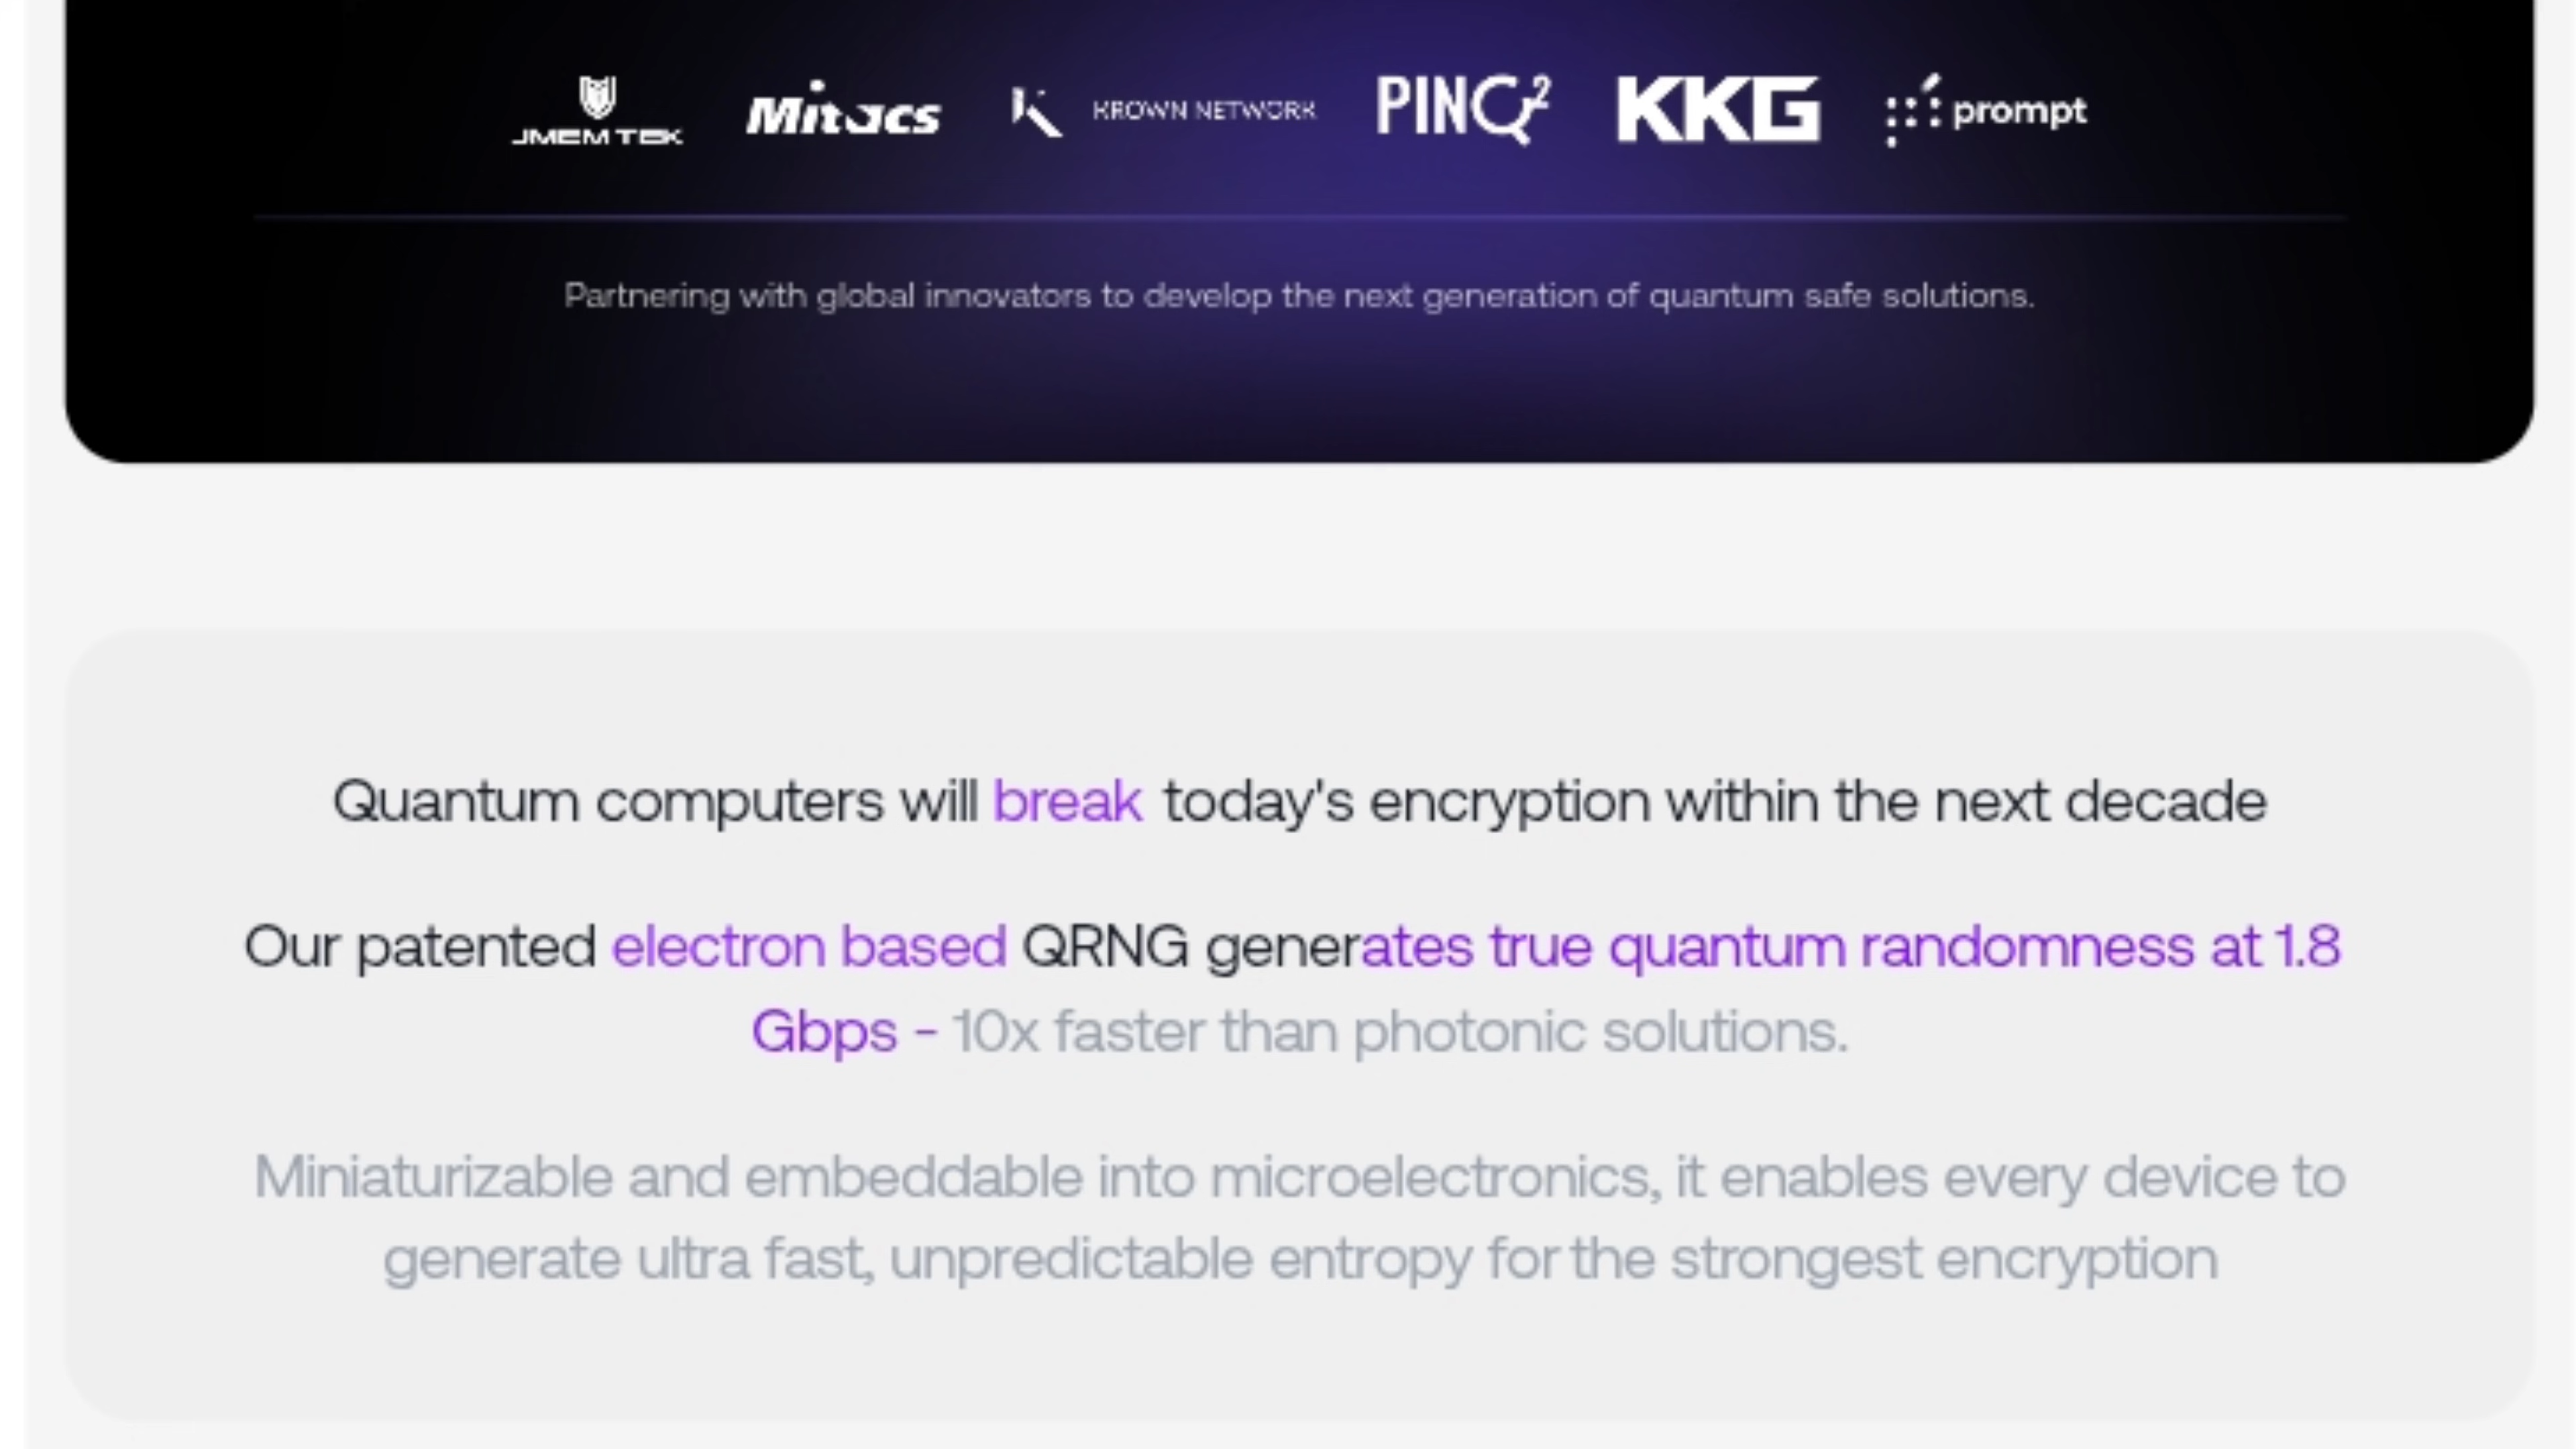 JMEM TEK Mitacs KROWN NETWORK PINQ² KKG prompt
Partnering with global innovators to develop the next generation of quantum safe solutions.
Quantum computers will break today's encryption within the next decade
Our patented electron based QRNG generates true quantum randomness at 1.8
Gbps - 10x faster than photonic solutions.
Miniaturizable and embeddable into microelectronics, it enables every device to
generate ultra fast, unpredictable entropy for the strongest encryption